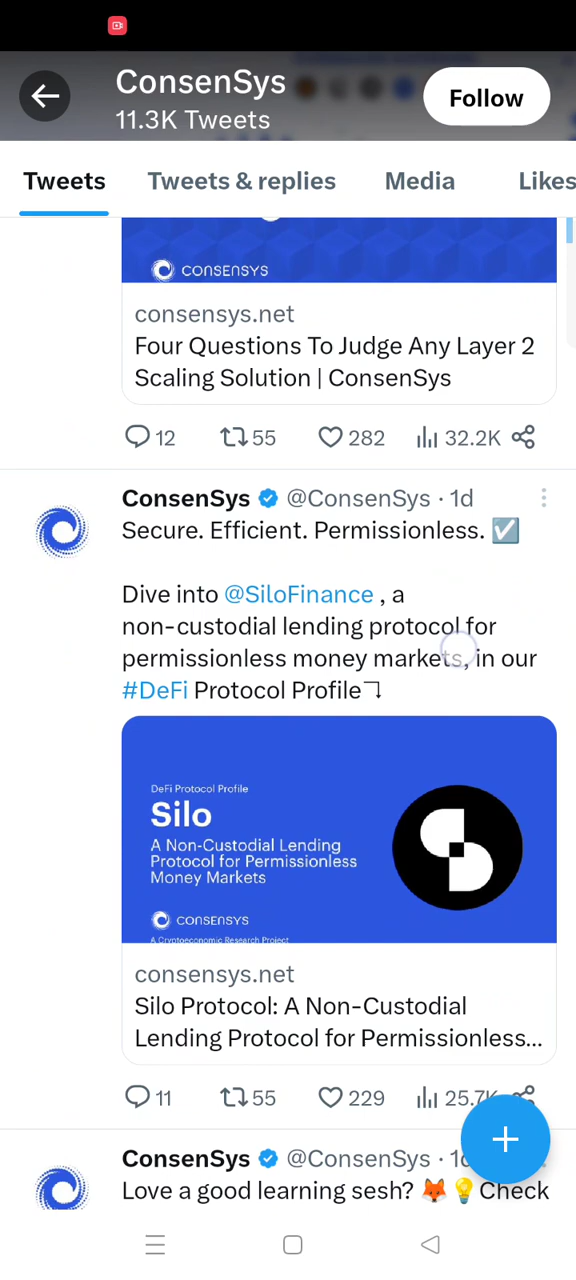 ConsenSys
11.3K Tweets
Follow
Tweets
Tweets & replies
Media
Likes
CONSENSYS
consensys.net
Four Questions To Judge Any Layer 2
Scaling Solution | ConsenSys
12
55
282
32.2K
ConsenSys @ConsenSys · 1d
Secure. Efficient. Permissionless. ☑️
Dive into @SiloFinance , a
non-custodial lending protocol for
permissionless money markets, in our
#DeFi Protocol Profile
DeFi Protocol Profile
Silo
A Non-Custodial Lending
Protocol for Permissionless
Money Markets
CONSENSYS
A Cryptoeconomic Research Project
consensys.net
Silo Protocol: A Non-Custodial
Lending Protocol for Permissionless...
11
55
229
25.7K
ConsenSys @ConsenSys · 1d
Love a good learning sesh? 🦊💡Check